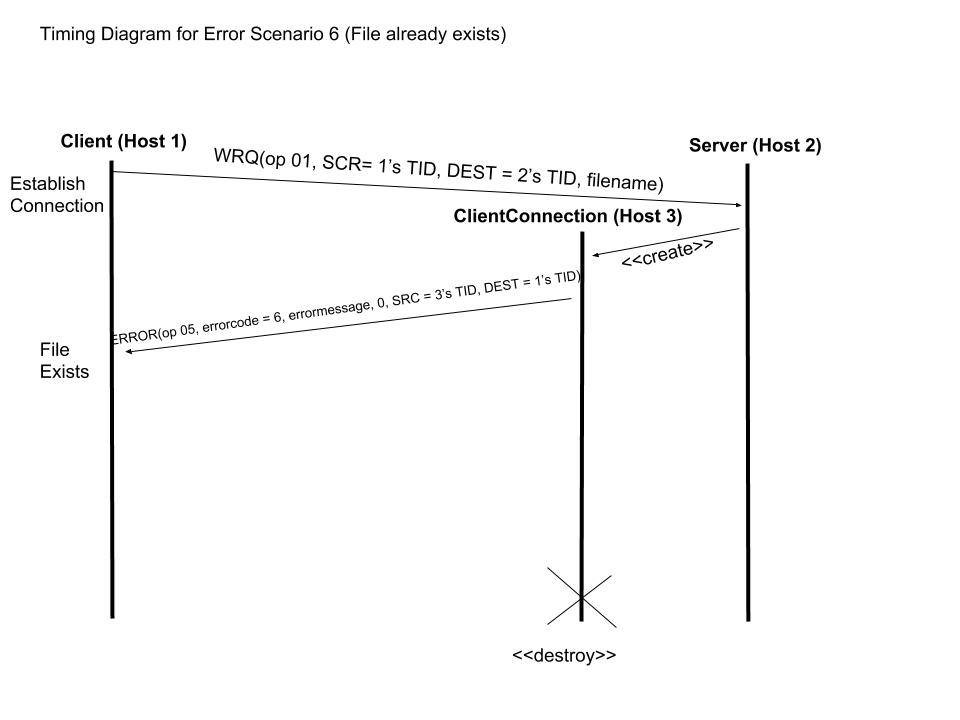 Timing Diagram for Error Scenario 6 (File already exists)
Client (Host 1)
WRQ(op 01, SCR= 1’s TID, DEST = 2’s TID, filename)
Server (Host 2)
Establish
Connection
ClientConnection (Host 3)
<<create>>
ERROR(op 05, errorcode = 6, errormessage, 0, SRC = 3’s TID, DEST = 1’s TID)
File
Exists
<<destroy>>